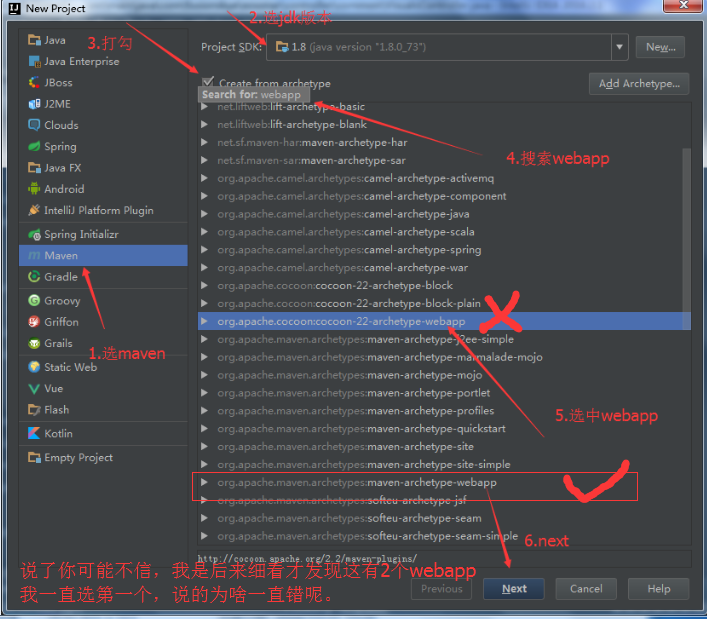 New Project
2.选jdk版本
Project SDK:
1.8 (java version "1.8.0_73")
New...
3.打勾
Create from archetype
Add Archetype...
Search for: webapp
4.搜索webapp
Java
Java Enterprise
JBoss
J2ME
Clouds
Spring
Java FX
Android
IntelliJ Platform Plugin
Spring Initializr
Maven
Gradle
Groovy
Griffon
Grails
Static Web
Vue
Flash
Kotlin
Empty Project
1.选maven
net.liftweb:lift-archetype-basic
net.liftweb:lift-archetype-blank
net.sf.maven-har:maven-archetype-har
net.sf.maven-sar:maven-archetype-sar
org.apache.camel.archetypes:camel-archetype-activemq
org.apache.camel.archetypes:camel-archetype-component
org.apache.camel.archetypes:camel-archetype-java
org.apache.camel.archetypes:camel-archetype-scala
org.apache.camel.archetypes:camel-archetype-spring
org.apache.camel.archetypes:camel-archetype-war
org.apache.cocoon:cocoon-22-archetype-block
org.apache.cocoon:cocoon-22-archetype-block-plain
org.apache.cocoon:cocoon-22-archetype-webapp
org.apache.maven.archetypes:maven-archetype-j2ee-simple
org.apache.maven.archetypes:maven-archetype-marmalade-mojo
org.apache.maven.archetypes:maven-archetype-mojo
org.apache.maven.archetypes:maven-archetype-portlet
org.apache.maven.archetypes:maven-archetype-profiles
org.apache.maven.archetypes:maven-archetype-quickstart
org.apache.maven.archetypes:maven-archetype-site
org.apache.maven.archetypes:maven-archetype-site-simple
org.apache.maven.archetypes:maven-archetype-webapp
org.apache.maven.archetypes:softeu-archetype-jsf
org.apache.maven.archetypes:softeu-archetype-seam
org.apache.maven.archetypes:softeu-archetype-seam-simple
5.选中webapp
6.next
http://cocoon.apache.org/2.2/maven-plugins/
说了你可能不信，我是后来细看才发现这有2个webapp
我一直选第一个，说的为啥一直错呢。
Previous
Next
Cancel
Help